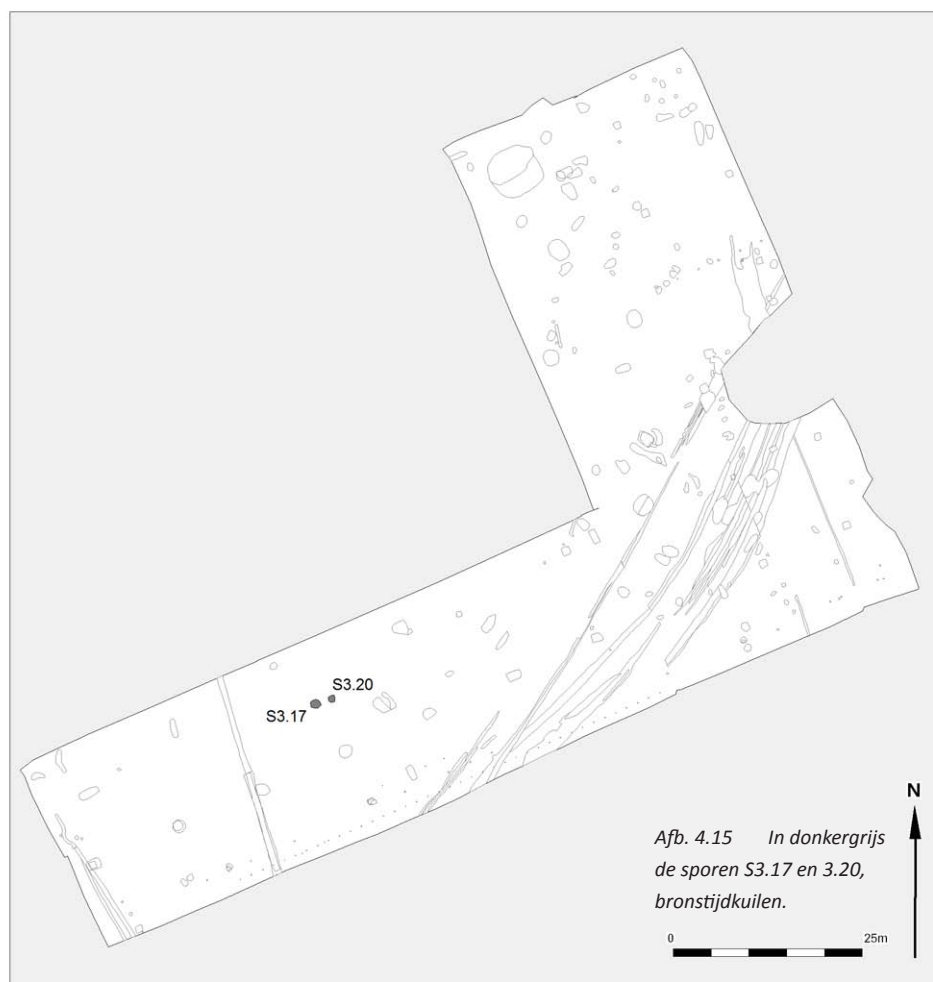 S3.20
S3.17
N
Afb. 4.15 In donkergrijs
de sporen S3.17 en 3.20,
bronstijdkuilen.
0 25m